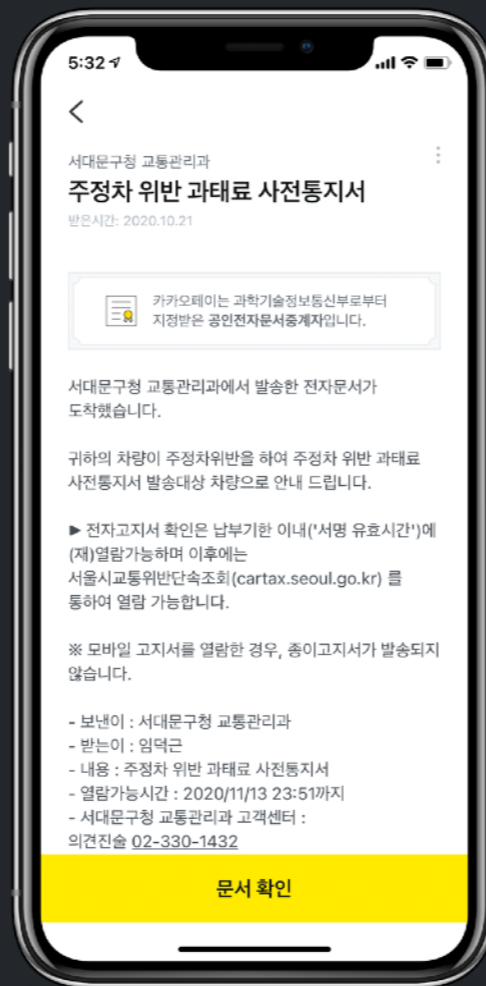 5:32
서대문구청 교통관리과
주정차 위반 과태료 사전통지서
받은시간: 2020.10.21
카카오페이는 과학기술정보통신부로부터
지정받은 공인전자문서중계자입니다.
서대문구청 교통관리과에서 발송한 전자문서가
도착했습니다.
귀하의 차량이 주정차위반을 하여 주정차 위반 과태료
사전통지서 발송대상 차량으로 안내 드립니다.
▶ 전자고지서 확인은 납부기한 이내('서명 유효시간')에
(재)열람가능하며 이후에는
서울시교통위반단속조회(cartax.seoul.go.kr) 를
통하여 열람 가능합니다.
※ 모바일 고지서를 열람한 경우, 종이고지서가 발송되지
않습니다.
- 보낸이 : 서대문구청 교통관리과
- 받는이 : 임덕근
- 내용 : 주정차 위반 과태료 사전통지서
- 열람가능시간 : 2020/11/13 23:51까지
- 서대문구청 교통관리과 고객센터 :
의견진술 02-330-1432
문서 확인